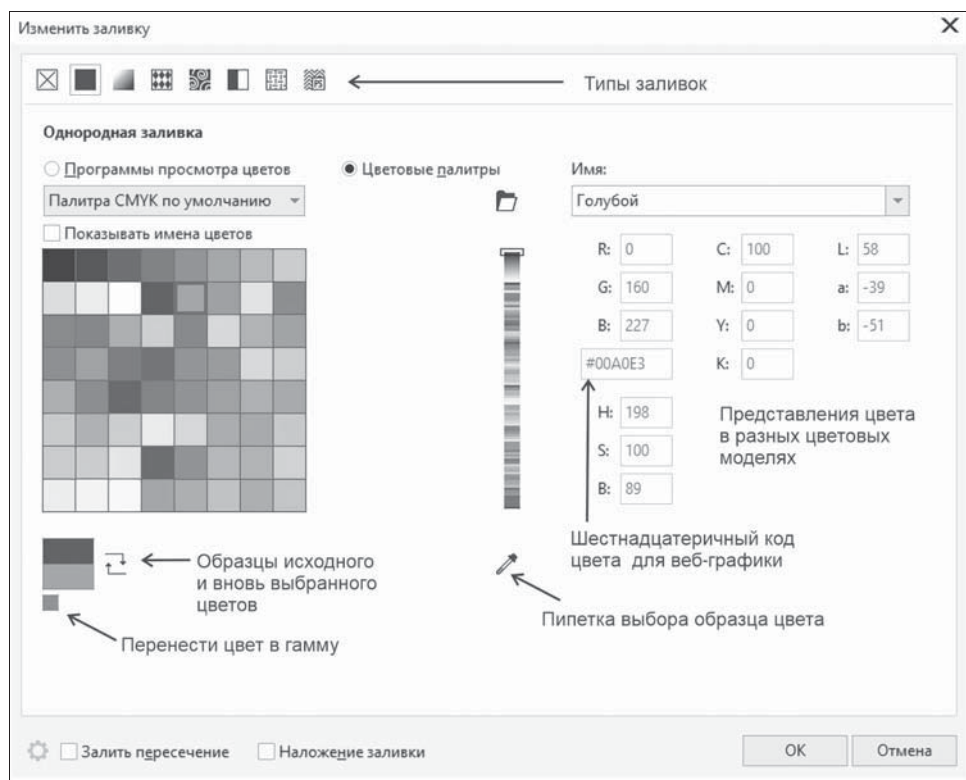 Изменить заливку
Типы заливок
Однородная заливка
Программы просмотра цветов
Цветовые палитры
Имя:
Палитра CMYK по умолчанию
Голубой
Показывать имена цветов
R: 0
C: 100
L: 58
G: 160
M: 0
a: -39
B: 227
Y: 0
b: -51
#00A0E3
K: 0
H: 198
S: 100
B: 89
Представления цвета
в разных цветовых
моделях
Шестнадцатеричный код
цвета для веб-графики
Образцы исходного
и вновь выбранного
цветов
Пипетка выбора образца цвета
Перенести цвет в гамму
Залить пересечение
Наложение заливки
OK
Отмена